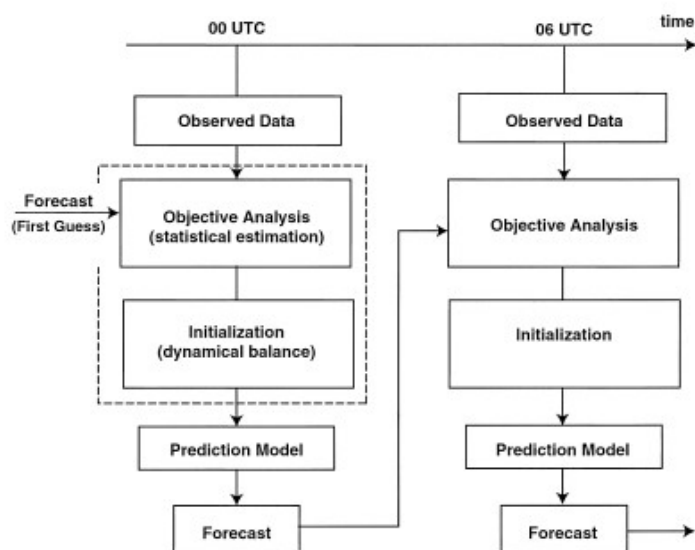 00 UTC
06 UTC
time
Observed Data
Observed Data
Forecast
(First Guess)
Objective Analysis
(statistical estimation)
Objective Analysis
Initialization
(dynamical balance)
Initialization
Prediction Model
Prediction Model
Forecast
Forecast